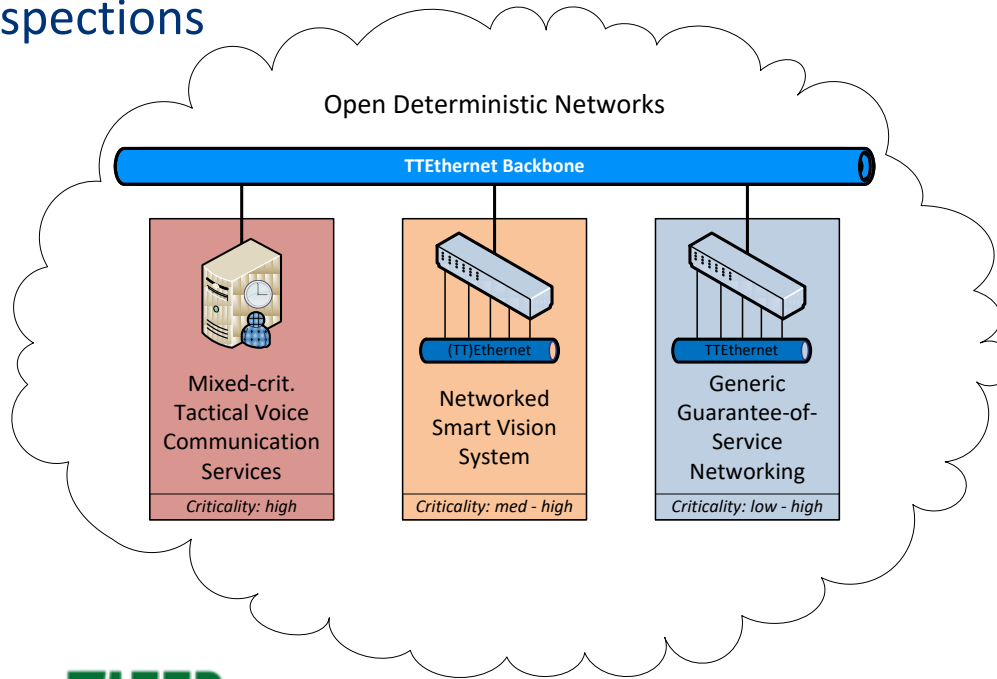 spections
Open Deterministic Networks
TTEthernet Backbone
(TT)Ethernet
TTEthernet
Mixed-crit.
Tactical Voice
Communication
Services
Criticality: high
Networked
Smart Vision
System
Criticality: med - high
Generic
Guarantee-of-
Service
Networking
Criticality: low - high